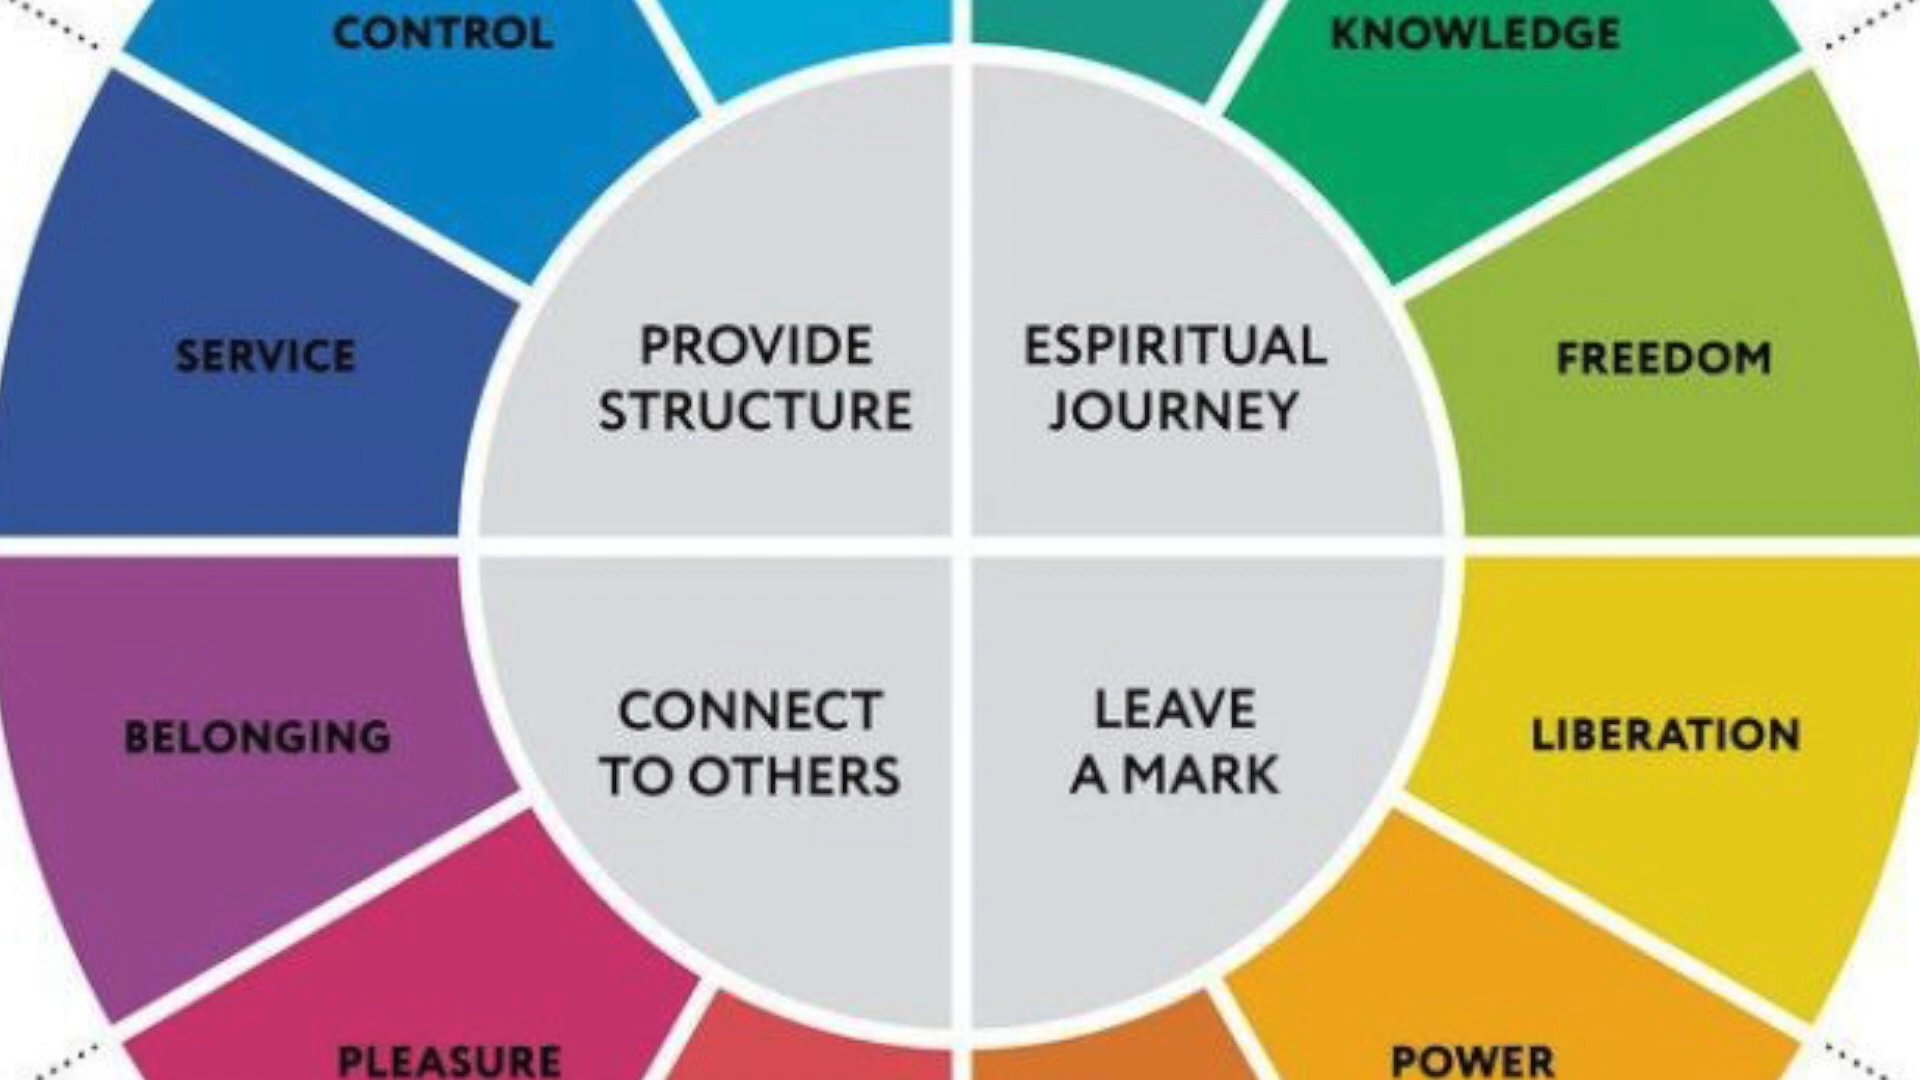 CONTROL
KNOWLEDGE
SERVICE
PROVIDE
STRUCTURE
ESPIRITUAL
JOURNEY
FREEDOM
BELONGING
CONNECT
TO OTHERS
LEAVE
A MARK
LIBERATION
PLEASURE
POWER